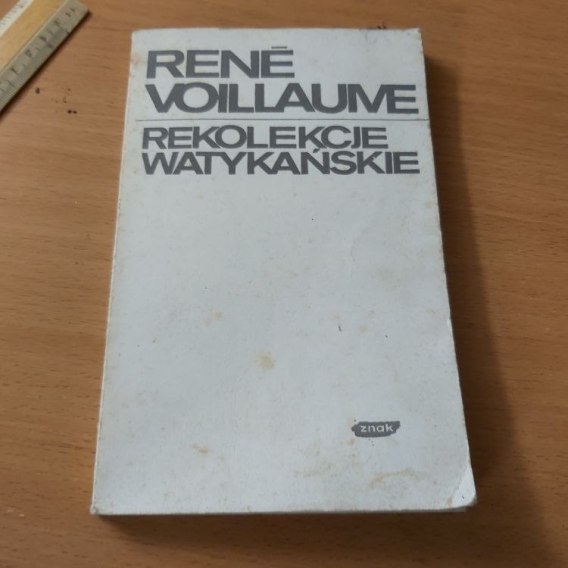 RENÉ
VOILLAUME
REKOLEKCJE
WATYKAŃSKIE
znak